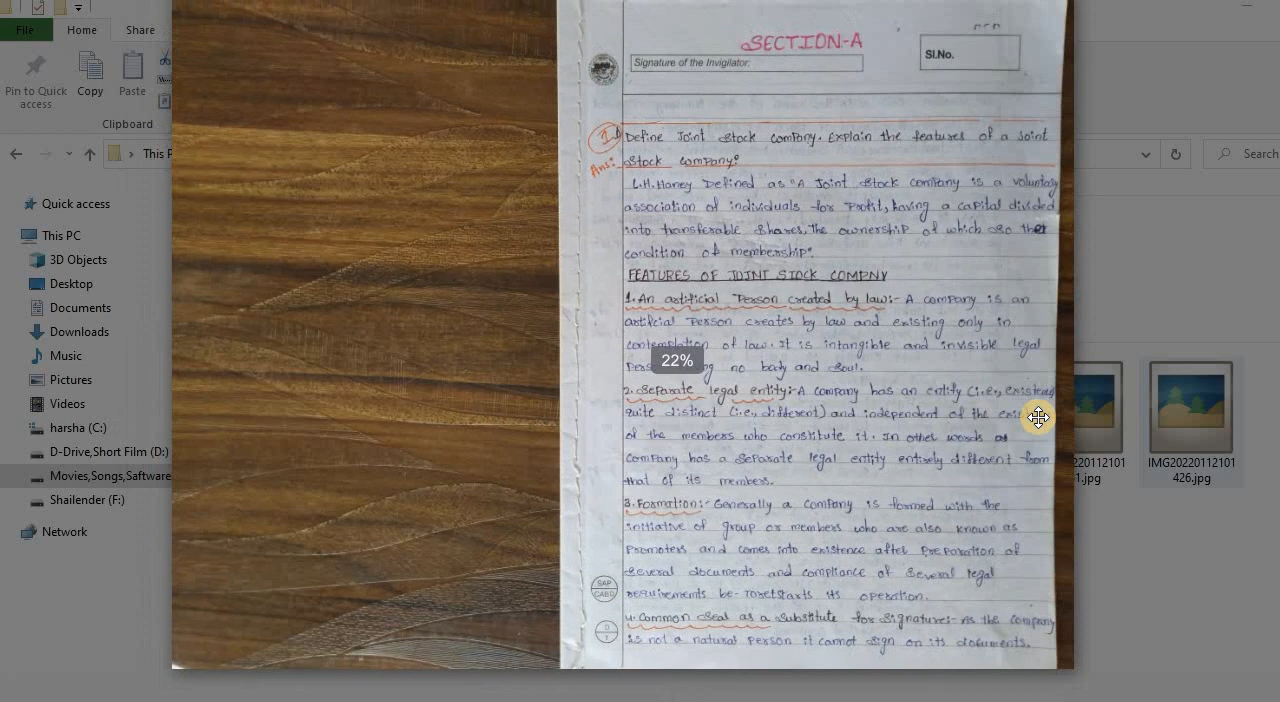 File
Home
Share
Pin to Quick
access
Copy
Paste
Clipboard
This P
Search
Quick access
This PC
3D Objects
Desktop
Documents
Downloads
Music
Pictures
Videos
harsha (C:)
D-Drive,Short Film (D:)
Movies,Songs,Software
Shailender (F:)
Network
SECTION-A
Signature of the Invigilator:
Sl.No.
1) Define Joint stock company. Explain the features of a Joint
Ans: stock company?
L.H.Haney Defined as "A Joint stock company is a voluntary
association of individuals for Profit, having a capital divided
into transferable shares. The ownership of which so the
condition of membership".
FEATURES OF JOINT STOCK COMPNY
1. An artificial Person created by law:- A company is an
artifcial Person creates by law and existing only in
contemplation of law. It is intangible and invisible legal
Pers ng no body and soul.
22%
2. Separate legal entity:- A company has an entity (i.e., existence)
quite distinct (i.e., different) and independent of the exis
of the members who constitute it. In other words a
company has a separate legal entity entirely different from
that of its members.
3. Formation:- Generally a company is formed with the
initiative of group or members who are also known as
Promoters and comes into existence after Preparation of
several documents and compliance of several legal
requirements be- starts its operation.
4. Common seal as a substitute for signature:- As the company
is not a natural person it cannot sign on its documents.
SAP
CABD
D
IMG20220112101
426.jpg
20112101
1.jpg